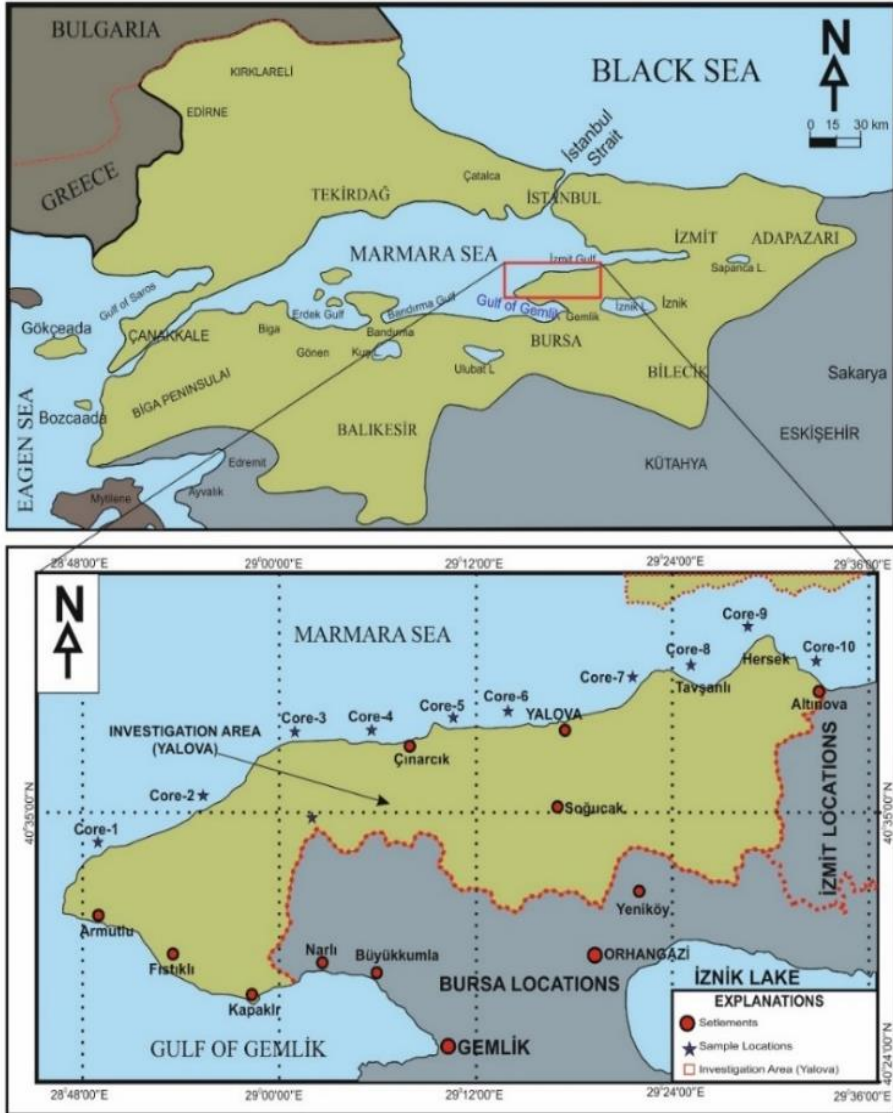 BULGARIA
KIRKLARELİ
EDİRNE
GREECE
BLACK SEA
N
0 15 30 km
İstanbul
Strait
Çatalca
TEKİRDAĞ
İSTANBUL
MARMARA SEA
İzmit Gulf
İZMİT
ADAPAZARI
Sapanca L.
Gulf of Saros
Gökçeada
ÇANAKKALE
Erdek Gulf
Bandırma Gulf
Gulf of Gemlik
Gemlik
İznik L.
İznik
Biga
Bandırma
Gönen
Kuş L.
BURSA
Ulubat L
BİLECİK
Sakarya
BİGA PENINSULAI
Bozcaada
EAGEN SEA
BALIKESİR
ESKİŞEHİR
KÜTAHYA
Edremit
Mytilene
Ayvalık
28°48'00"E
29°00'00"E
29°12'00"E
29°24'00"E
29°36'00"E
N
MARMARA SEA
Core-9
Core-8
Core-10
Core-7
Hersek
Tavşanlı
Altınova
Core-6
Core-5
Core-4
Core-3
YALOVA
INVESTIGATION AREA
(YALOVA)
Çınarcık
Core-2
Soğucak
40°35'00"N
40°35'00"N
Core-1
İZMİT LOCATIONS
Yeniköy
Armutlu
Fıstıklı
Narlı
Büyükkumla
ORHANGAZİ
Kapaklı
BURSA LOCATIONS
İZNİK LAKE
GULF OF GEMLİK
GEMLİK
EXPLANATIONS
Setlements
Sample Locations
Investigation Area (Yalova)
40°24'00"N
28°48'00"E
29°00'00"E
29°12'00"E
29°24'00"E
29°36'00"E